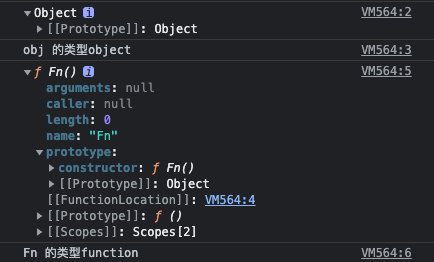 Object i VM564:2
[[Prototype]]: Object
obj 的类型object VM564:3
ƒ Fn() i VM564:5
arguments: null
caller: null
length: 0
name: "Fn"
prototype:
constructor: ƒ Fn()
[[Prototype]]: Object
[[FunctionLocation]]: VM564:4
[[Prototype]]: ƒ ()
[[Scopes]]: Scopes[2]
Fn 的类型function VM564:6